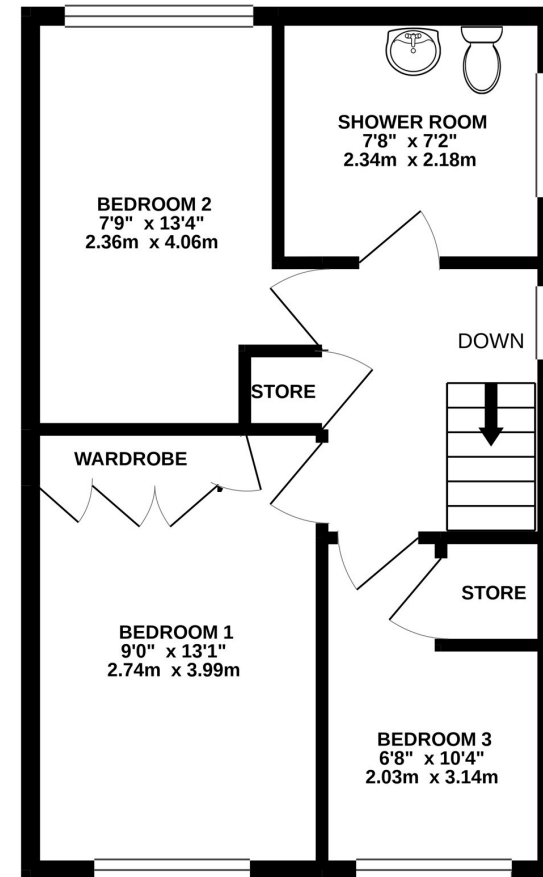 SHOWER ROOM
7'8" x 7'2"
2.34m x 2.18m
BEDROOM 2
7'9" x 13'4"
2.36m x 4.06m
DOWN
STORE
WARDROBE
STORE
BEDROOM 1
9'0" x 13'1"
2.74m x 3.99m
BEDROOM 3
6'8" x 10'4"
2.03m x 3.14m